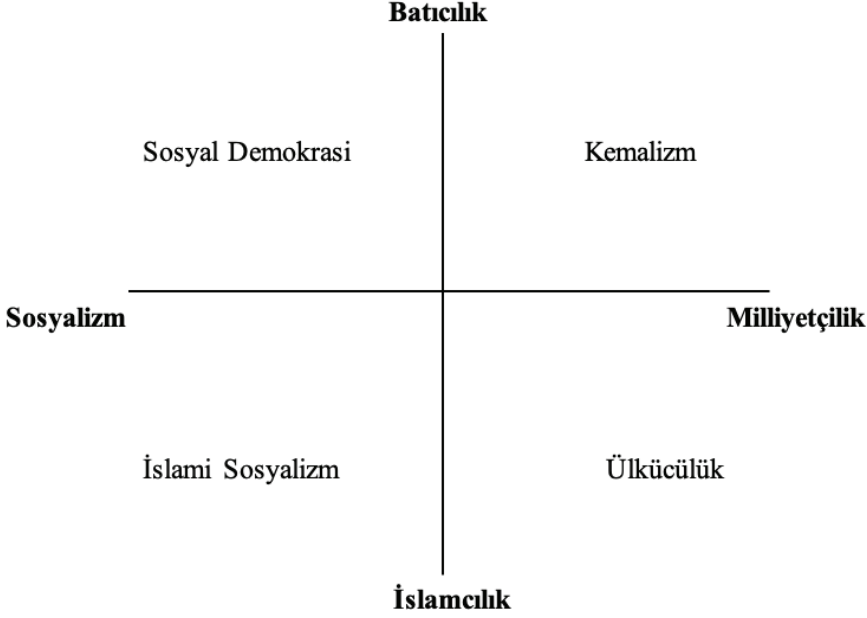 Batıcılık
Sosyal Demokrasi
Kemalizm
Sosyalizm
Milliyetçilik
İslami Sosyalizm
Ülkücülük
İslamcılık